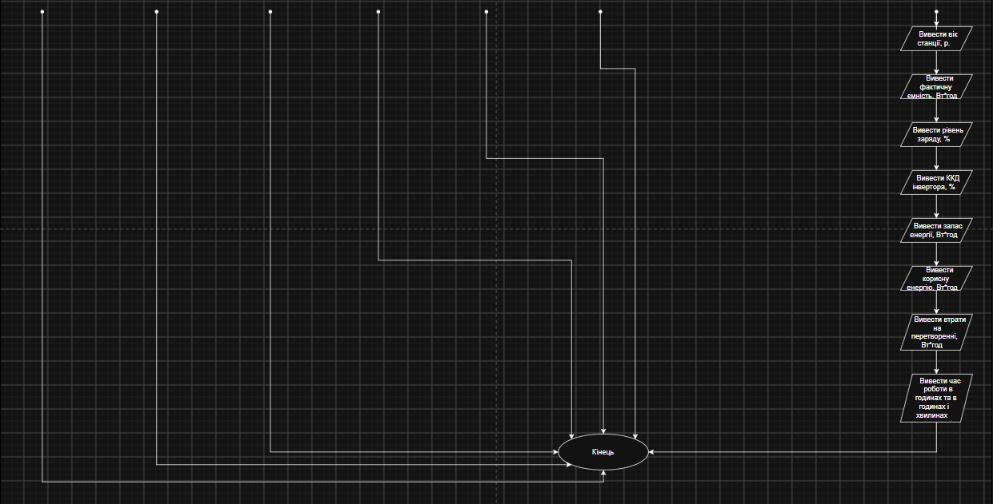 Вивести вік
станції, р.
Вивести
фактичну
ємність, Вт*год
Вивести рівень
заряду, %
Вивести ККД
інвертора, %
Вивести запас
енергії, Вт*год
Вивести
корисну
енергію, Вт*год
Вивести втрати
на
перетворенні,
Вт*год
Вивести час
роботи в
годинах та в
годинах і
хвилинах
Кінець